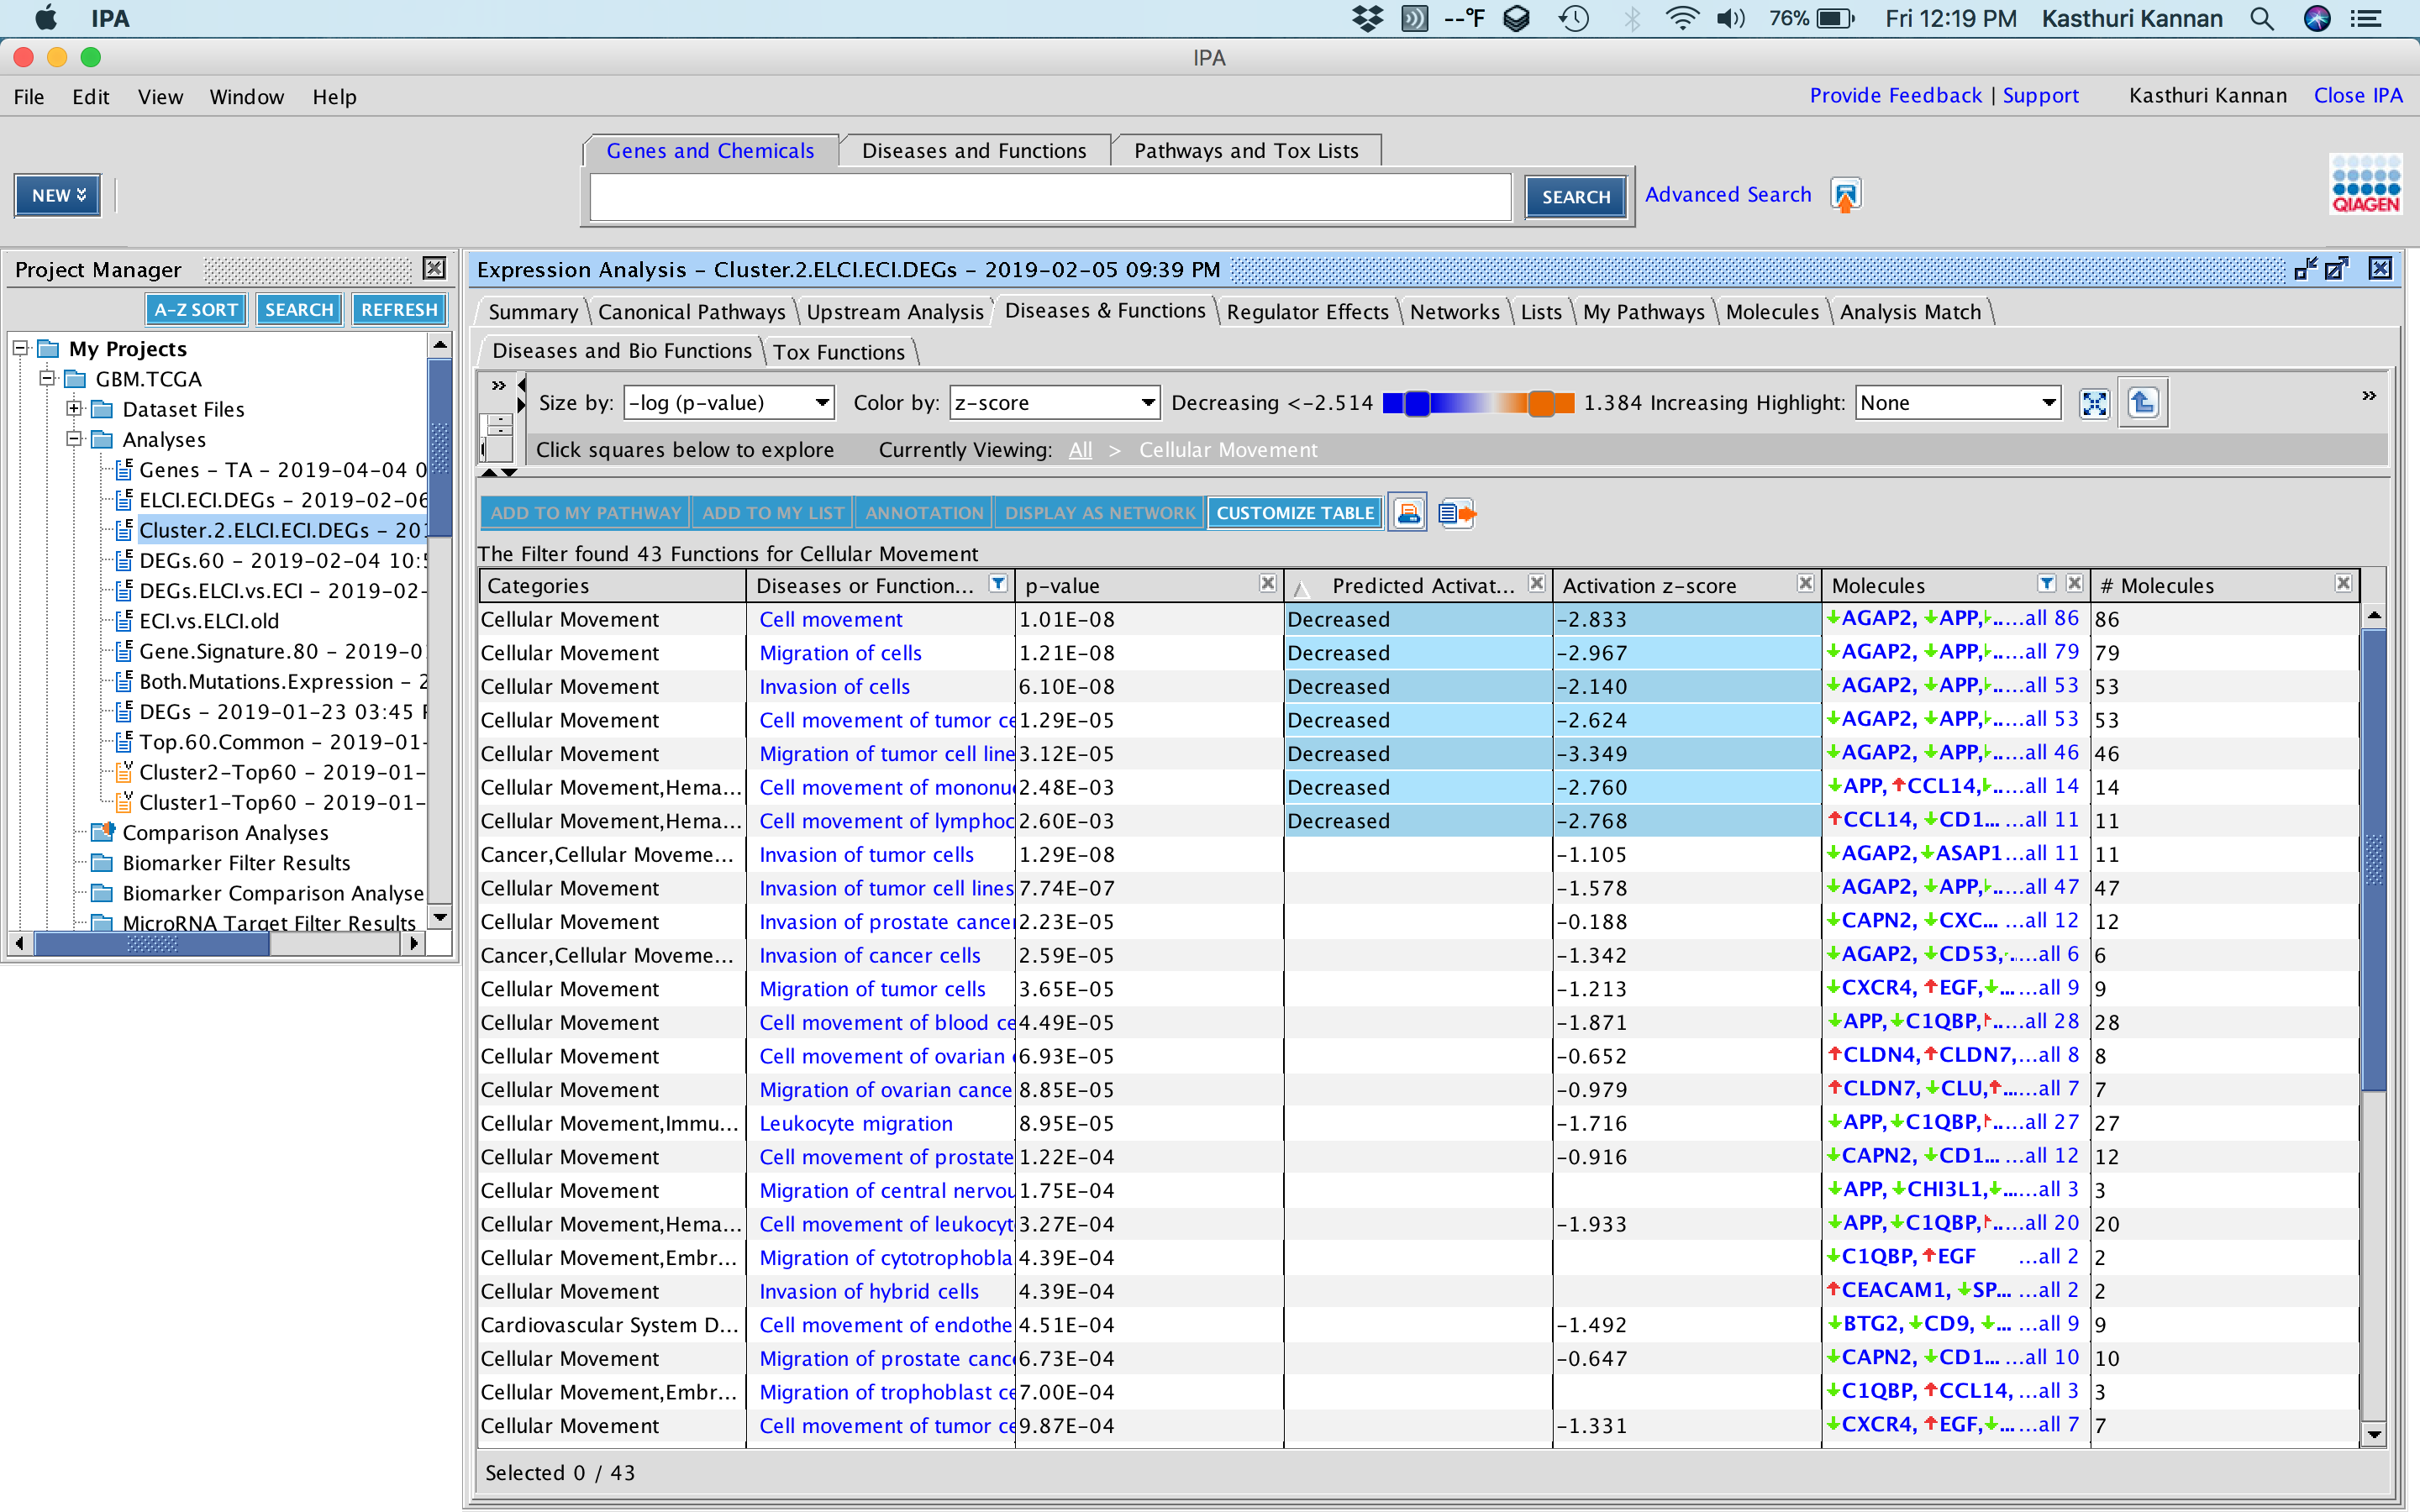 IPA --°F 76% Fri 12:19 PM Kasthuri Kannan
IPA
File Edit View Window Help Provide Feedback | Support Kasthuri Kannan Close IPA
Genes and Chemicals Diseases and Functions Pathways and Tox Lists
NEW SEARCH Advanced Search
QIAGEN
Project Manager
A-Z SORT SEARCH REFRESH
My Projects
GBM.TCGA
Dataset Files
Analyses
Genes - TA - 2019-04-04 0
ELCI.ECI.DEGs - 2019-02-06
Cluster.2.ELCI.ECI.DEGs - 201
DEGs.60 - 2019-02-04 10:5
DEGs.ELCI.vs.ECI - 2019-02-
ECI.vs.ELCI.old
Gene.Signature.80 - 2019-0
Both.Mutations.Expression - 2
DEGs - 2019-01-23 03:45 P
Top.60.Common - 2019-01-
Cluster2-Top60 - 2019-01-
Cluster1-Top60 - 2019-01-
Comparison Analyses
Biomarker Filter Results
Biomarker Comparison Analyse
MicroRNA Target Filter Results
Expression Analysis - Cluster.2.ELCI.ECI.DEGs - 2019-02-05 09:39 PM
Summary Canonical Pathways Upstream Analysis Diseases & Functions Regulator Effects Networks Lists My Pathways Molecules Analysis Match
Diseases and Bio Functions Tox Functions
Size by: -log (p-value) Color by: z-score Decreasing <-2.514 1.384 Increasing Highlight: None
Click squares below to explore Currently Viewing: All > Cellular Movement
ADD TO MY PATHWAY ADD TO MY LIST ANNOTATION DISPLAY AS NETWORK CUSTOMIZE TABLE
The Filter found 43 Functions for Cellular Movement
Categories Diseases or Function... p-value Predicted Activat... Activation z-score Molecules # Molecules
Cellular Movement Cell movement 1.01E-08 Decreased -2.833 AGAP2, APP, .....all 86 86
Cellular Movement Migration of cells 1.21E-08 Decreased -2.967 AGAP2, APP, .....all 79 79
Cellular Movement Invasion of cells 6.10E-08 Decreased -2.140 AGAP2, APP, .....all 53 53
Cellular Movement Cell movement of tumor ce 1.29E-05 Decreased -2.624 AGAP2, APP, .....all 53 53
Cellular Movement Migration of tumor cell line 3.12E-05 Decreased -3.349 AGAP2, APP, .....all 46 46
Cellular Movement,Hema... Cell movement of mononu 2.48E-03 Decreased -2.760 APP, CCL14, .....all 14 14
Cellular Movement,Hema... Cell movement of lymphoc 2.60E-03 Decreased -2.768 CCL14, CD1... ...all 11 11
Cancer,Cellular Moveme... Invasion of tumor cells 1.29E-08 -1.105 AGAP2, ASAP1...all 11 11
Cellular Movement Invasion of tumor cell lines 7.74E-07 -1.578 AGAP2, APP, .....all 47 47
Cellular Movement Invasion of prostate cancer 2.23E-05 -0.188 CAPN2, CXC... ...all 12 12
Cancer,Cellular Moveme... Invasion of cancer cells 2.59E-05 -1.342 AGAP2, CD53, .....all 6 6
Cellular Movement Migration of tumor cells 3.65E-05 -1.213 CXCR4, EGF, ... ...all 9 9
Cellular Movement Cell movement of blood ce 4.49E-05 -1.871 APP, C1QBP, .....all 28 28
Cellular Movement Cell movement of ovarian 6.93E-05 -0.652 CLDN4, CLDN7,...all 8 8
Cellular Movement Migration of ovarian cance 8.85E-05 -0.979 CLDN7, CLU, ......all 7 7
Cellular Movement,Immu... Leukocyte migration 8.95E-05 -1.716 APP, C1QBP, .....all 27 27
Cellular Movement Cell movement of prostate 1.22E-04 -0.916 CAPN2, CD1... ...all 12 12
Cellular Movement Migration of central nervou 1.75E-04 APP, CHI3L1, ......all 3 3
Cellular Movement,Hema... Cell movement of leukocyt 3.27E-04 -1.933 APP, C1QBP, .....all 20 20
Cellular Movement,Embr... Migration of cytotrophobla 4.39E-04 C1QBP, EGF ...all 2 2
Cellular Movement Invasion of hybrid cells 4.39E-04 CEACAM1, SP... ...all 2 2
Cardiovascular System D... Cell movement of endothe 4.51E-04 -1.492 BTG2, CD9, ... ...all 9 9
Cellular Movement Migration of prostate canc 6.73E-04 -0.647 CAPN2, CD1... ...all 10 10
Cellular Movement,Embr... Migration of trophoblast ce 7.00E-04 C1QBP, CCL14, ...all 3 3
Cellular Movement Cell movement of tumor ce 9.87E-04 -1.331 CXCR4, EGF, ... ...all 7 7
Selected 0 / 43